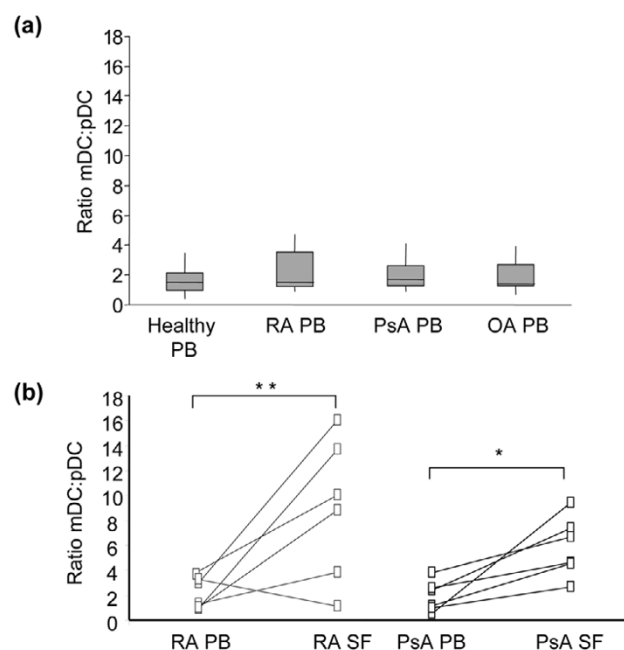 (a)
Ratio mDC:pDC
18
16
14
12
10
8
6
4
2
0
Healthy PB
RA PB
PsA PB
OA PB
(b)
Ratio mDC:pDC
18
16
14
12
10
8
6
4
2
0
* *
*
RA PB
RA SF
PsA PB
PsA SF